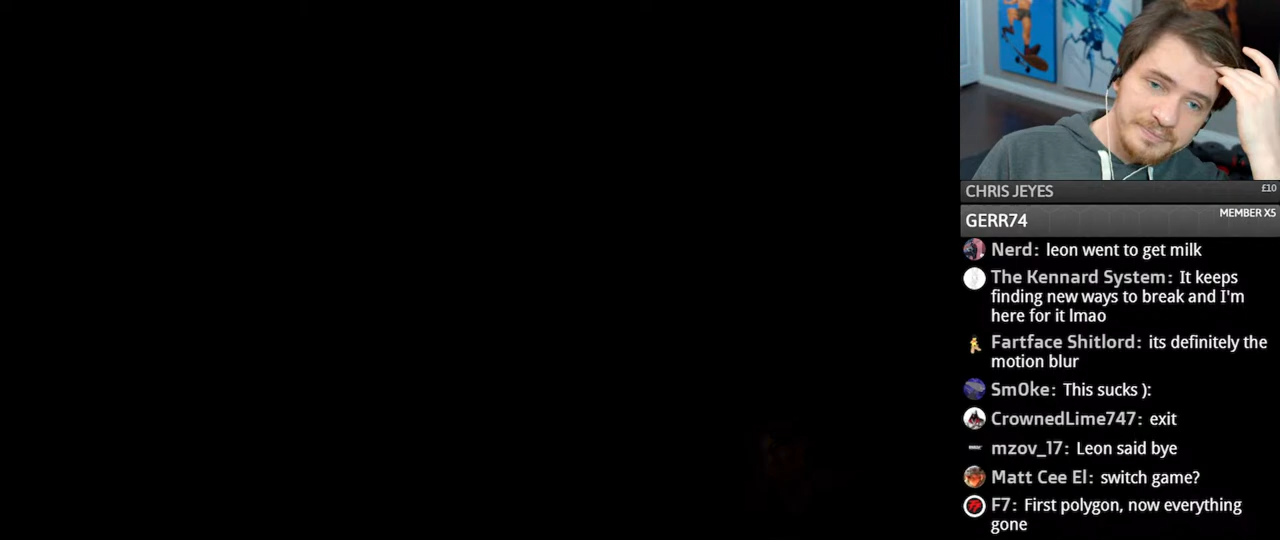 CHRIS JEYES £10
GERR74 MEMBER X5
Nerd: leon went to get milk
The Kennard System: It keeps
finding new ways to break and I'm
here for it lmao
Fartface Shitlord: its definitely the
motion blur
Sm0ke: This sucks ):
CrownedLime747: exit
mzov_17: Leon said bye
Matt Cee El: switch game?
F7: First polygon, now everything
gone